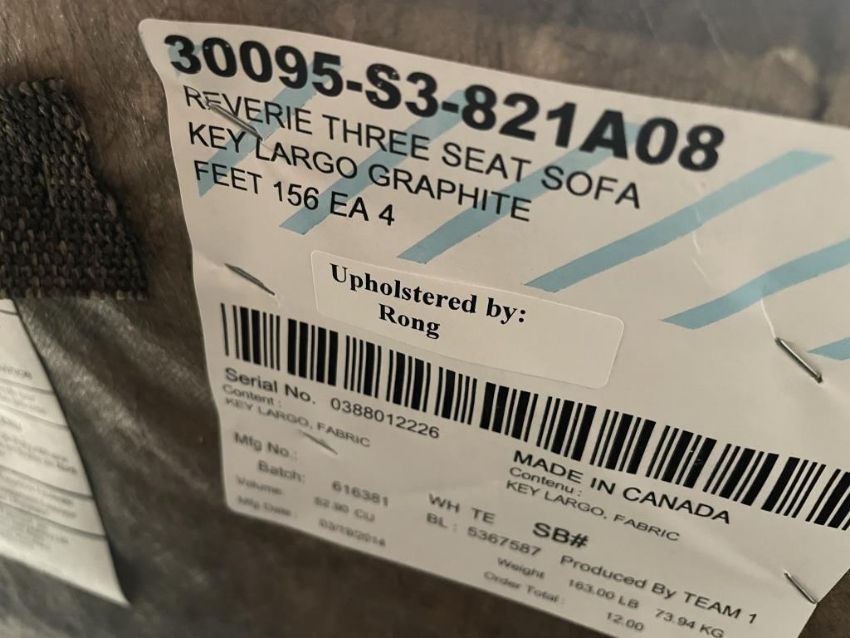 30095-S3-821A08
REVERIE THREE SEAT SOFA
KEY LARGO GRAPHITE
FEET 156 EA 4
Upholstered by:
Rong
Serial No. 0388012226
Content:
KEY LARGO, FABRIC
MADE IN CANADA
Contenu:
KEY LARGO, FABRIC
Mfg No.:
Batch: 616381 WH TE SB#
Volume: 52.90 CU BL: 5367587 Produced By TEAM 1
Mfg Date: Weight 163.00 LB 73.94 KG
Order Total: 12.00